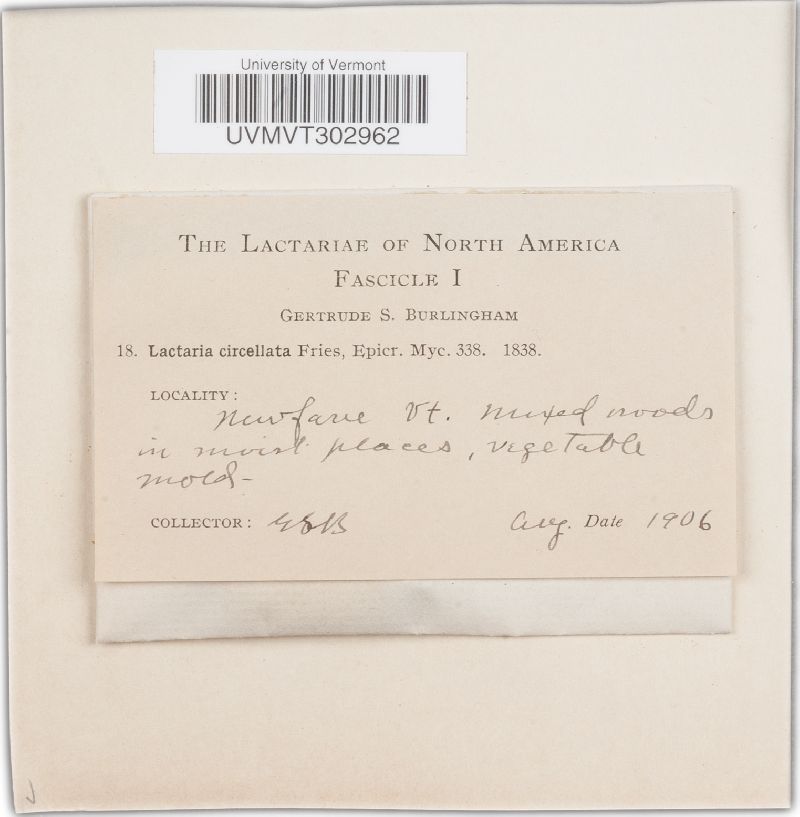 University of Vermont
UVMVT302962
THE LACTARIAE OF NORTH AMERICA
FASCICLE I
GERTRUDE S. BURLINGHAM
18. Lactaria circellata Fries, Epicr. Myc. 338. 1838.
LOCALITY:
Newfane Vt. mixed woods
in moist places, vegetable
mold-
COLLECTOR: GSB Aug. Date 1906